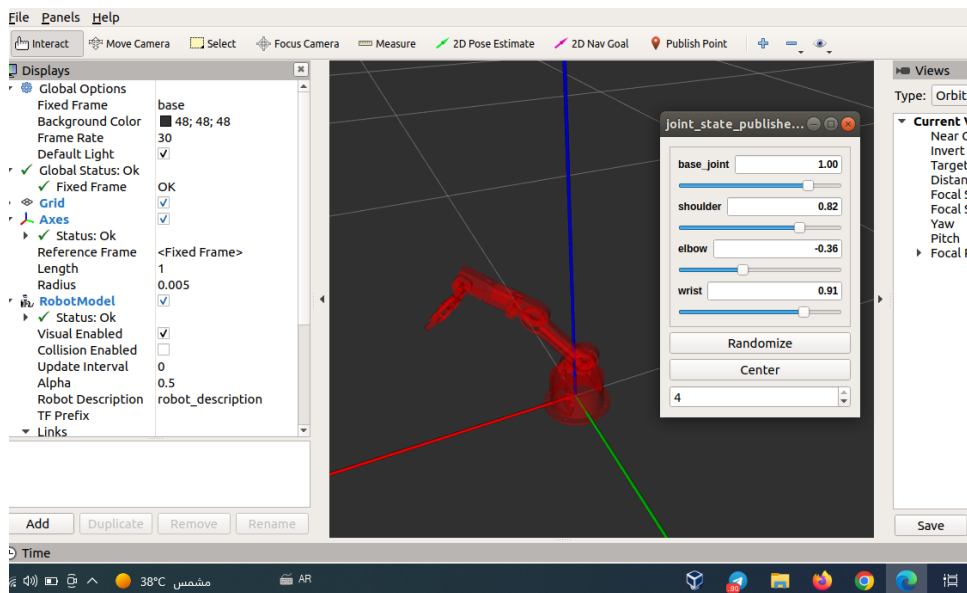 File Panels Help
Interact Move Camera Select Focus Camera Measure 2D Pose Estimate 2D Nav Goal Publish Point
Displays
Global Options
Fixed Frame base
Background Color 48; 48; 48
Frame Rate 30
Default Light
Global Status: Ok
Fixed Frame OK
Grid
Axes
Status: Ok
Reference Frame <Fixed Frame>
Length 1
Radius 0.005
RobotModel
Status: Ok
Visual Enabled
Collision Enabled
Update Interval 0
Alpha 0.5
Robot Description robot_description
TF Prefix
Links
Add Duplicate Remove Rename
joint_state_publishe...
base_joint 1.00
shoulder 0.82
elbow -0.36
wrist 0.91
Randomize
Center
4
Views
Type: Orbit
Current V
Near C
Invert
Target
Distan
Focal S
Focal S
Yaw
Pitch
Focal P
Save
Time
38°C مشمس
AR
90